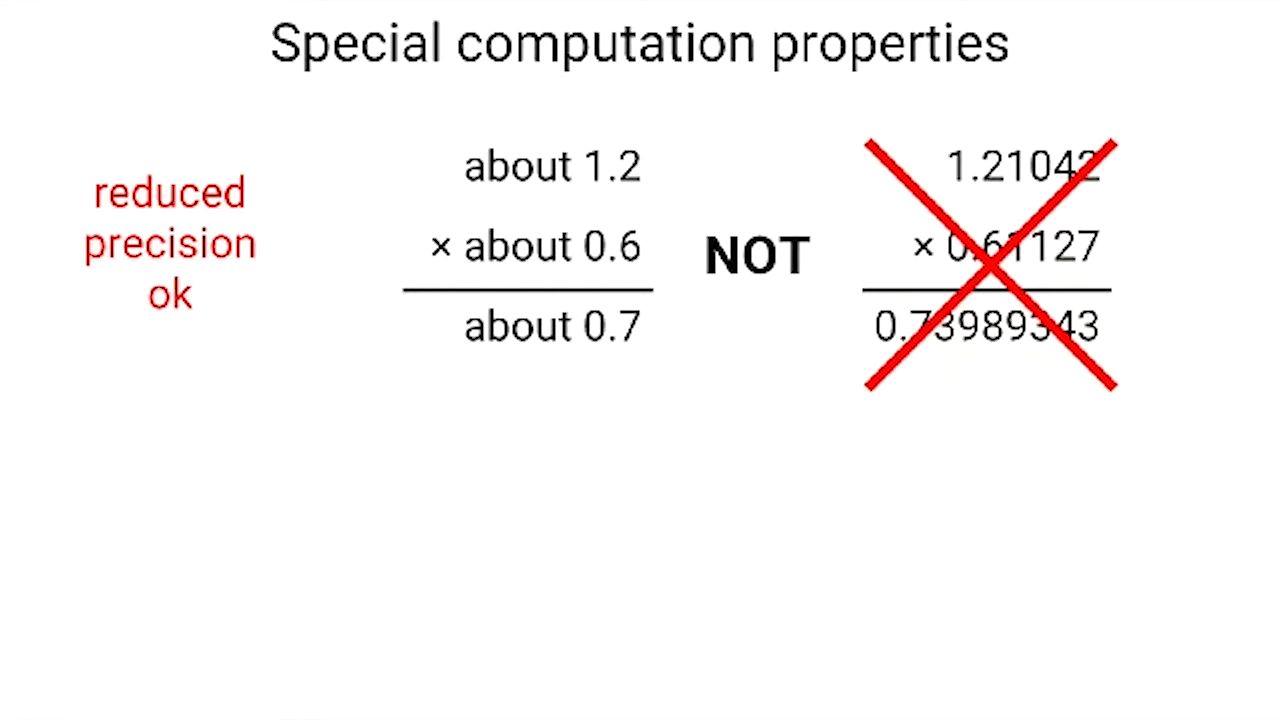 Special computation properties
reduced
precision
ok
about 1.2
× about 0.6
about 0.7
NOT
1.21042
× 0.61127
0.73989343